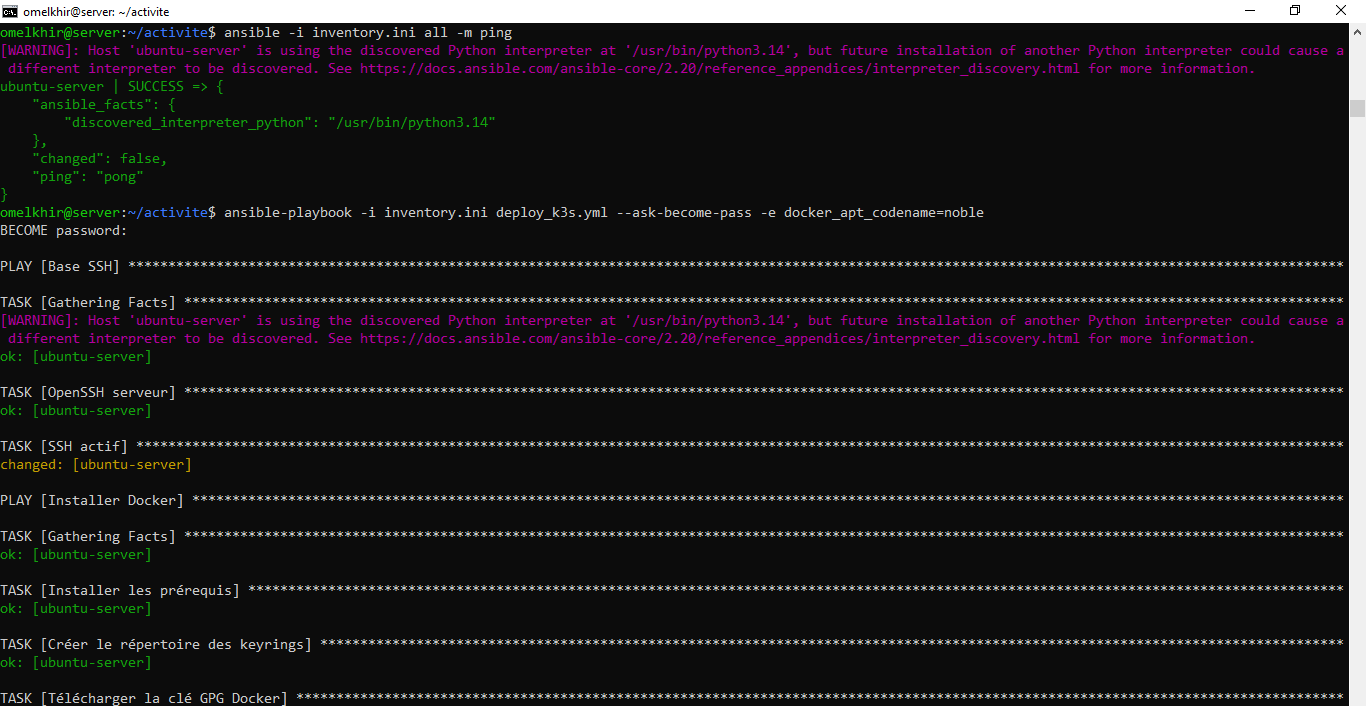 omelkhir@server: ~/activite
omelkhir@server:~/activite$ ansible -i inventory.ini all -m ping
[WARNING]: Host 'ubuntu-server' is using the discovered Python interpreter at '/usr/bin/python3.14', but future installation of another Python interpreter could cause a
different interpreter to be discovered. See https://docs.ansible.com/ansible-core/2.20/reference_appendices/interpreter_discovery.html for more information.
ubuntu-server | SUCCESS => {
    "ansible_facts": {
        "discovered_interpreter_python": "/usr/bin/python3.14"
    },
    "changed": false,
    "ping": "pong"
}
omelkhir@server:~/activite$ ansible-playbook -i inventory.ini deploy_k3s.yml --ask-become-pass -e docker_apt_codename=noble
BECOME password:
PLAY [Base SSH] ********************************************************************************************************************************************************
TASK [Gathering Facts] *************************************************************************************************************************************************
[WARNING]: Host 'ubuntu-server' is using the discovered Python interpreter at '/usr/bin/python3.14', but future installation of another Python interpreter could cause a
different interpreter to be discovered. See https://docs.ansible.com/ansible-core/2.20/reference_appendices/interpreter_discovery.html for more information.
ok: [ubuntu-server]
TASK [OpenSSH serveur] *************************************************************************************************************************************************
ok: [ubuntu-server]
TASK [SSH actif] *******************************************************************************************************************************************************
changed: [ubuntu-server]
PLAY [Installer Docker] ************************************************************************************************************************************************
TASK [Gathering Facts] *************************************************************************************************************************************************
ok: [ubuntu-server]
TASK [Installer les prérequis] *****************************************************************************************************************************************
ok: [ubuntu-server]
TASK [Créer le répertoire des keyrings] ********************************************************************************************************************************
ok: [ubuntu-server]
TASK [Télécharger la clé GPG Docker] ***********************************************************************************************************************************